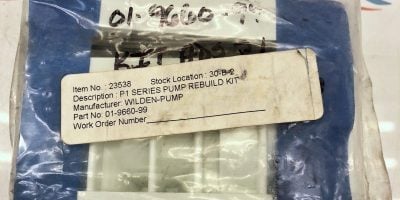 01-9660-99
KIT
Item No. : 23538 Stock Location : 30-B-2
Description : P1 SERIES PUMP REBUILD KIT
Manufacturer: WILDEN-PUMP
Part No: 01-9660-99
Work Order Number